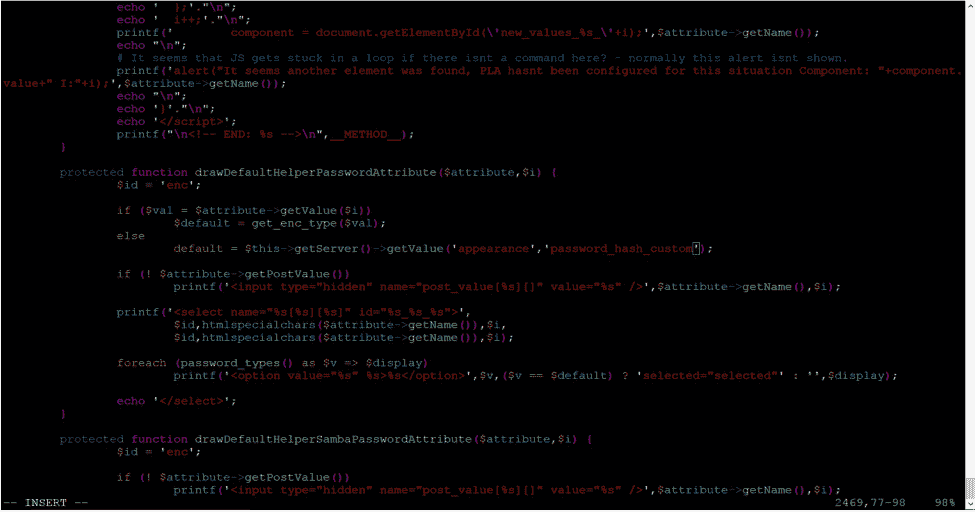 echo '  };'."\n";
echo '  i++;'."\n";
printf('        component = document.getElementById(\'new_values_%s_\'+i);',$attribute->getName());
echo "\n";
# It seems that JS gets stuck in a loop if there isnt a command here? - normally this alert isnt shown.
printf('alert("It seems another element was found, PLA hasnt been configured for this situation Component: "+component.
value+" I:"+i);',$attribute->getName());
echo "\n";
echo '}'."\n";
echo '</script>';
printf("\n<!-- END: %s -->\n",__METHOD__);
}
protected function drawDefaultHelperPasswordAttribute($attribute,$i) {
$id = 'enc';
if ($val = $attribute->getValue($i))
$default = get_enc_type($val);
else
default = $this->getServer()->getValue('appearance','password_hash_custom');
if (! $attribute->getPostValue())
printf('<input type="hidden" name="post_value[%s][]" value="%s" />',$attribute->getName(),$i);
printf('<select name="%s[%s][%s]" id="%s_%s_%s">',
$id,htmlspecialchars($attribute->getName()),$i,
$id,htmlspecialchars($attribute->getName()),$i);
foreach (password_types() as $v => $display)
printf('<option value="%s" %s>%s</option>',$v,($v == $default) ? 'selected="selected"' : '',$display);
echo '</select>';
}
protected function drawDefaultHelperSambaPasswordAttribute($attribute,$i) {
$id = 'enc';
if (! $attribute->getPostValue())
printf('<input type="hidden" name="post_value[%s][]" value="%s" />',$attribute->getName(),$i);
-- INSERT -- 2469,77-98 98%